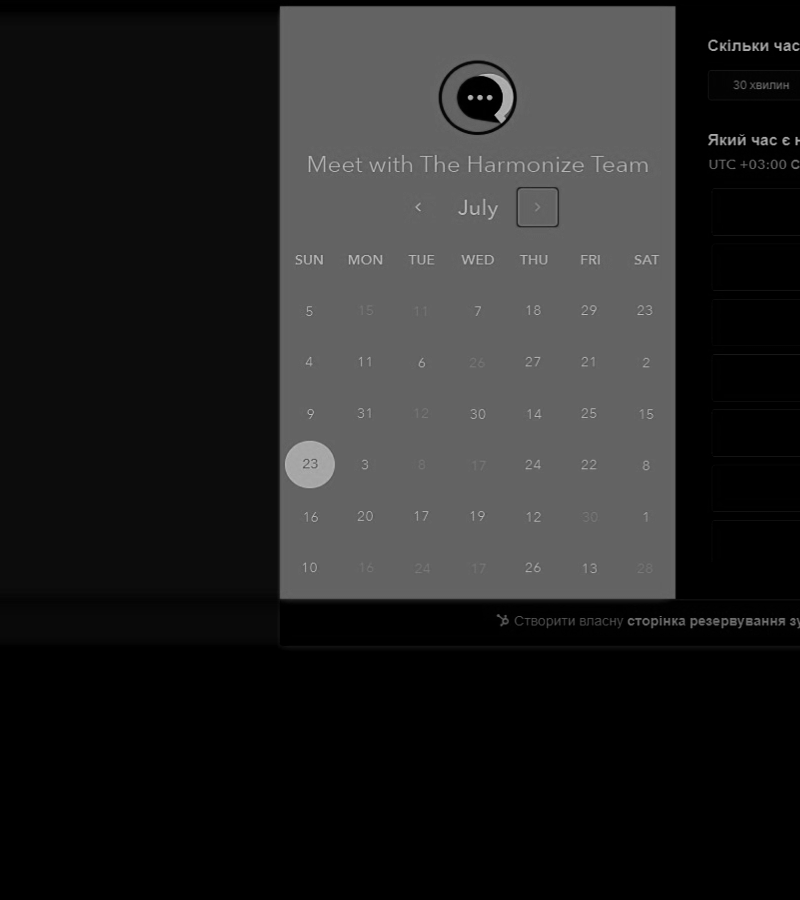 Скільки час
30 хвилин
Який час є н
UTC +03:00 С
Meet with The Harmonize Team
July
SUN MON TUE WED THU FRI SAT
5 15 11 7 18 29 23
4 11 6 26 27 21 2
9 31 12 30 14 25 15
23 3 8 17 24 22 8
16 20 17 19 12 30 1
10 16 24 17 26 13 28
Створити власну сторінка резервування зу